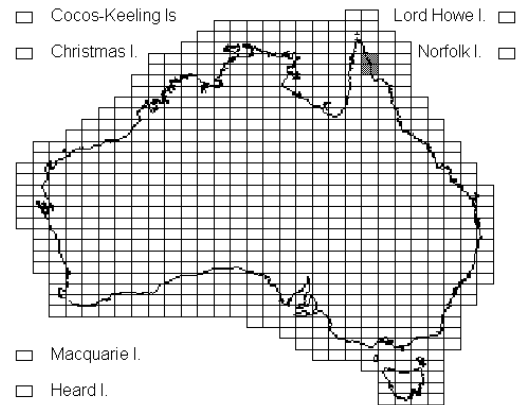 Cocos-Keeling Is
Lord Howe I.
Christmas I.
Norfolk I.
Macquarie I.
Heard I.